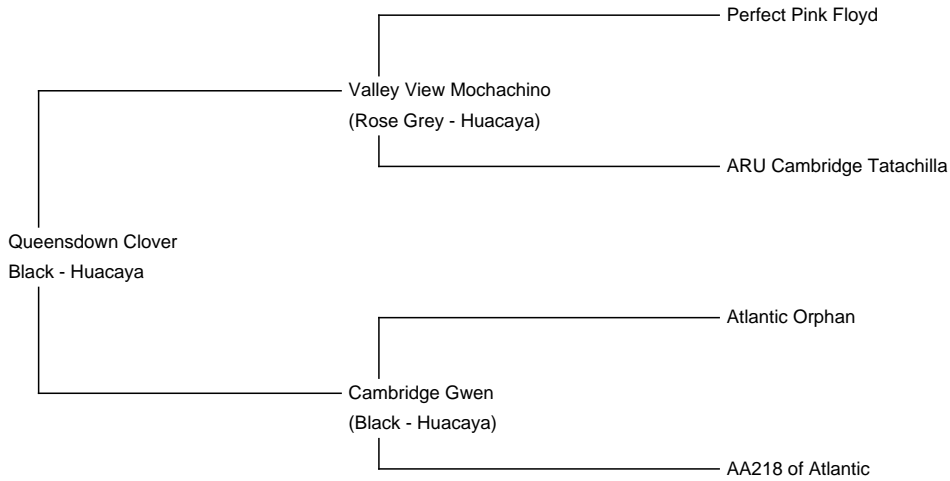 Perfect Pink Floyd
Valley View Mochachino
(Rose Grey - Huacaya)
ARU Cambridge Tatachilla
Queensdown Clover
Black - Huacaya
Atlantic Orphan
Cambridge Gwen
(Black - Huacaya)
AA218 of Atlantic